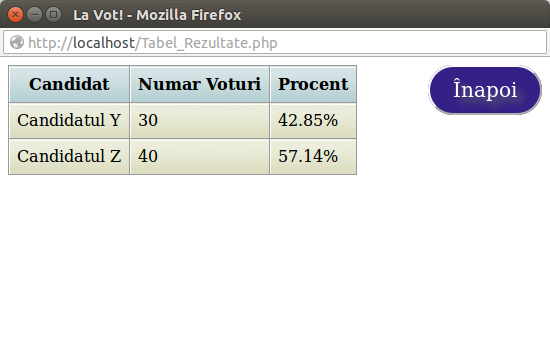 La Vot! - Mozilla Firefox
http://localhost/Tabel_Rezultate.php
Candidat Numar Voturi Procent
Candidatul Y 30 42.85%
Candidatul Z 40 57.14%
Înapoi